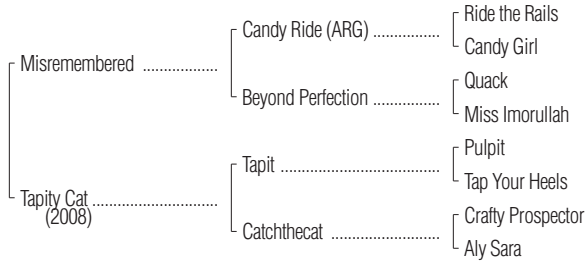 Ride the Rails
Candy Ride (ARG) ................
Candy Girl
Misremembered ..................
Quack
Beyond Perfection ................
Miss Imorullah
Pulpit
Tapit ......................................
Tap Your Heels
Tapity Cat ..............................
(2008)
Crafty Prospector
Catchthecat ..........................
Aly Sara